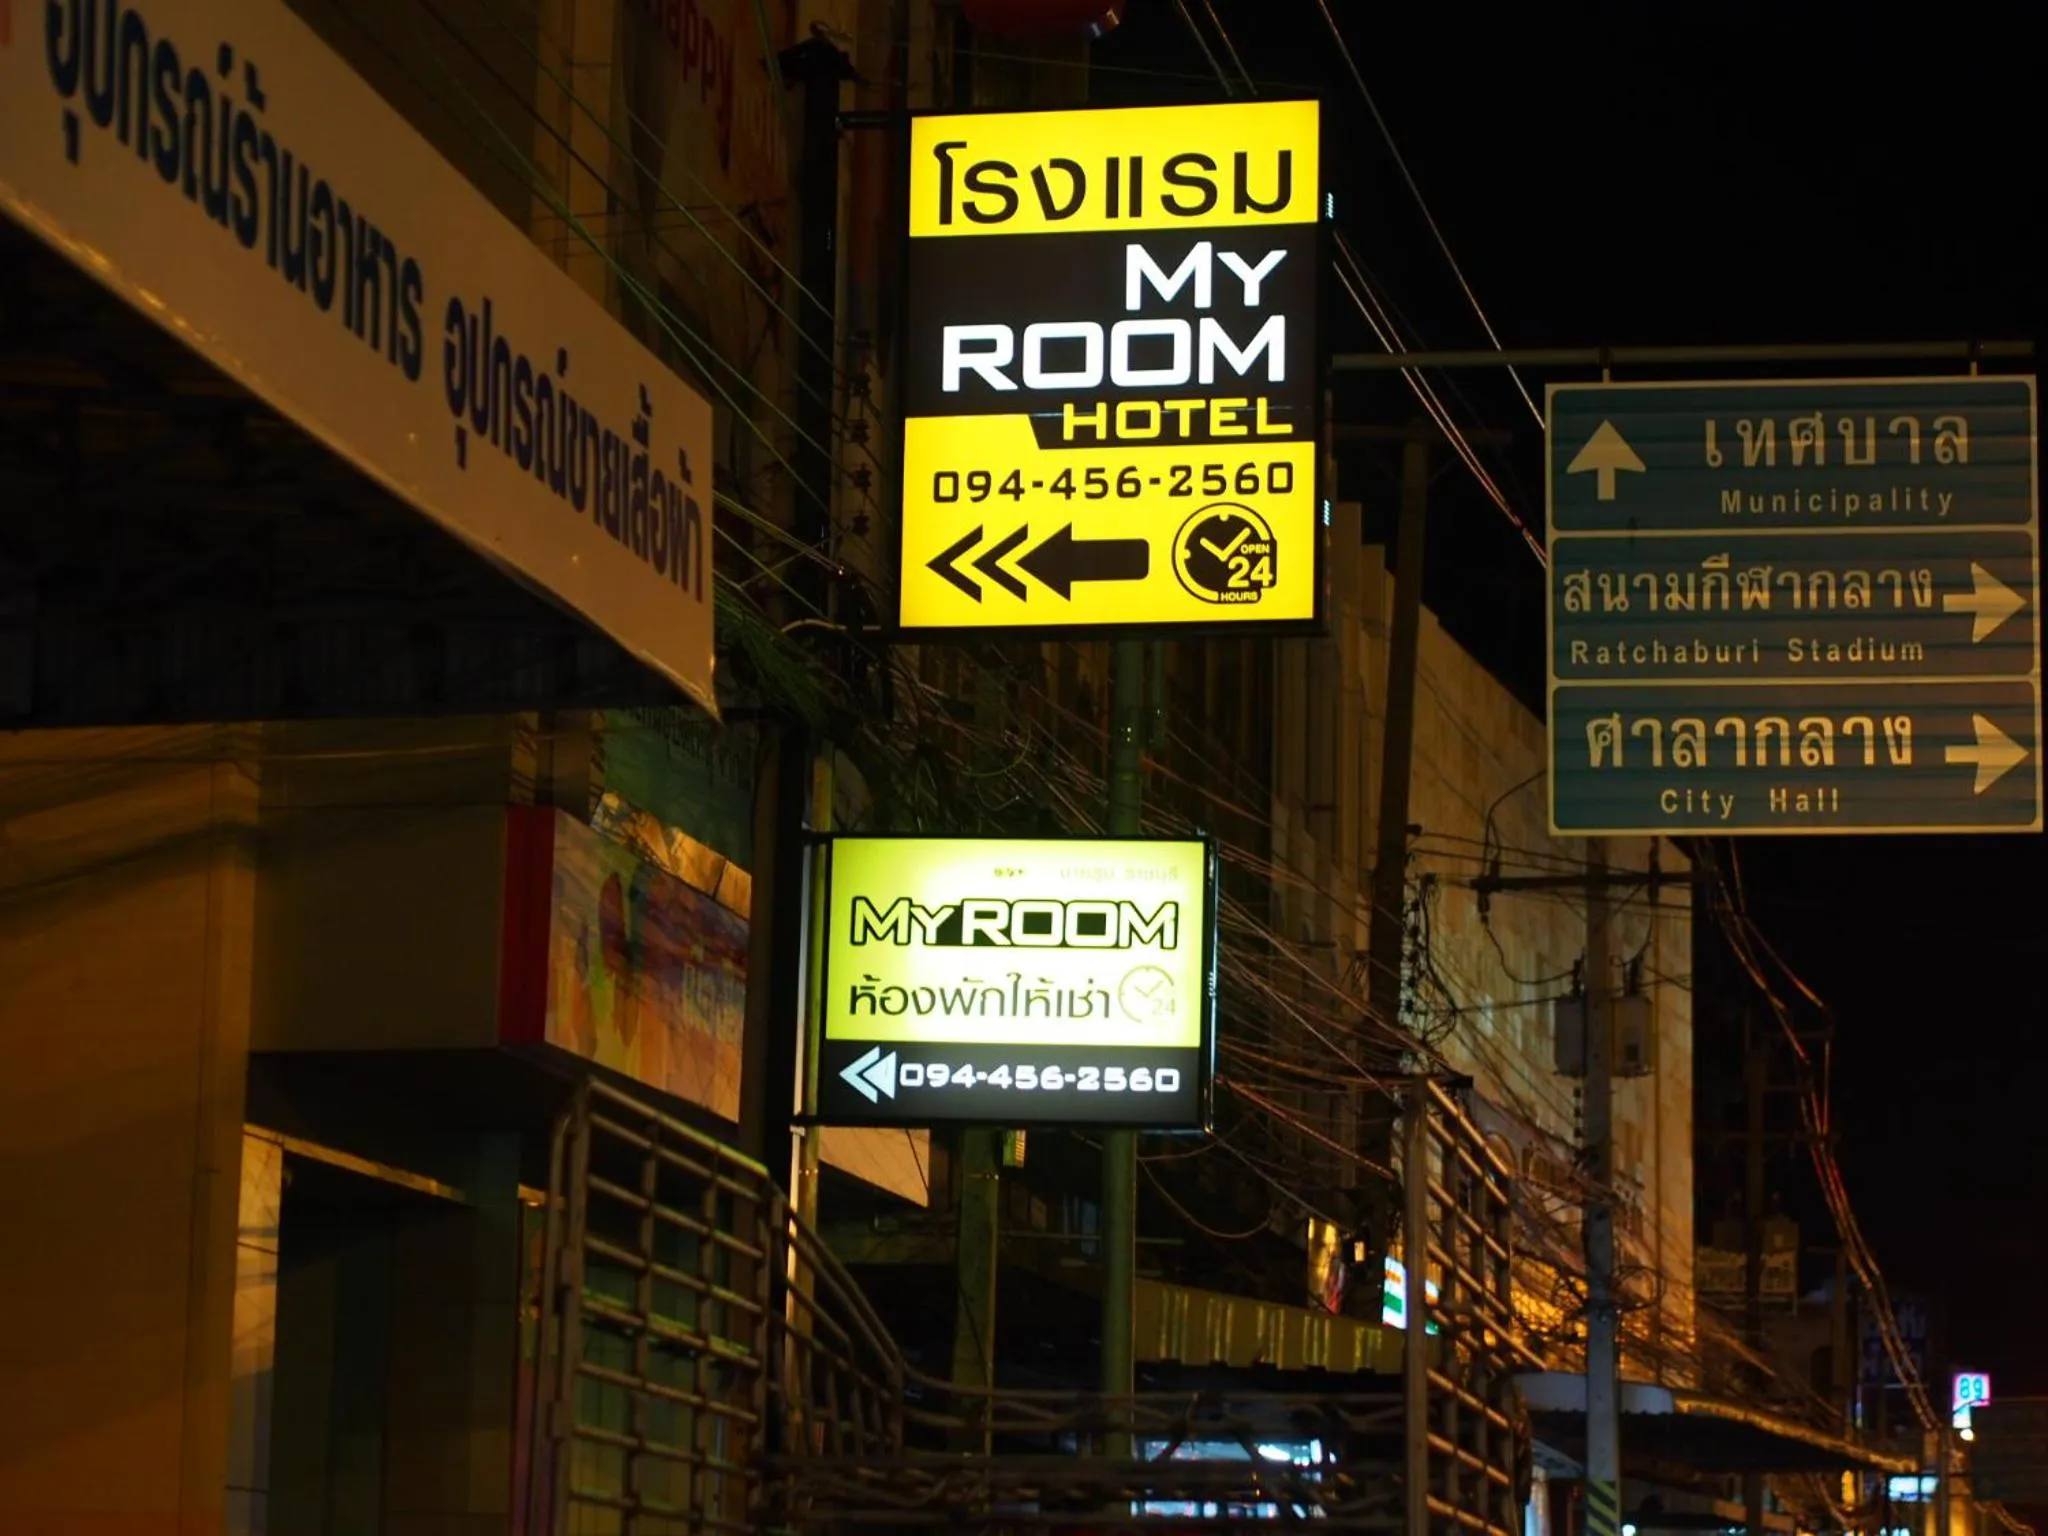 อุปกรณ์ร้านอาหาร อุปกรณ์ขายเสื้อผ้า
โรงแรม
MY
ROOM
HOTEL
094-456-2560
OPEN
24
HOURS
เทศบาล
Municipality
สนามกีฬากลาง
Ratchaburi Stadium
ศาลากลาง
City Hall
MY ROOM
ห้องพักให้เช่า
24
094-456-2560